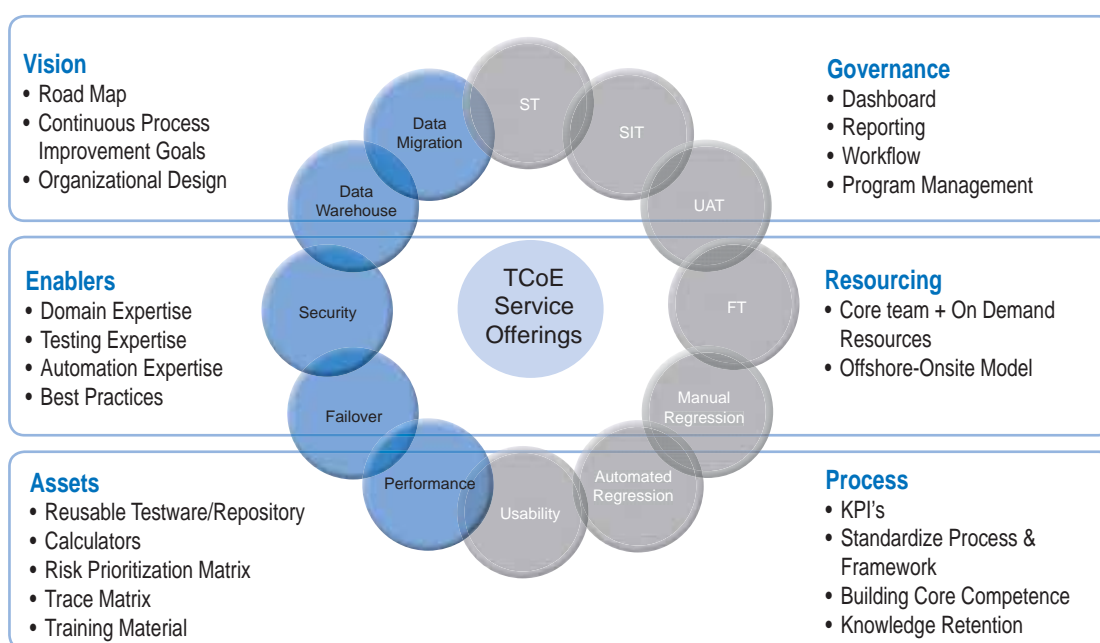 Vision
• Road Map
• Continuous Process
Improvement Goals
• Organizational Design
Governance
• Dashboard
• Reporting
• Workflow
• Program Management
Enablers
• Domain Expertise
• Testing Expertise
• Automation Expertise
• Best Practices
Resourcing
• Core team + On Demand
Resources
• Offshore-Onsite Model
Assets
• Reusable Testware/Repository
• Calculators
• Risk Prioritization Matrix
• Trace Matrix
• Training Material
Process
• KPI's
• Standardize Process &
Framework
• Building Core Competence
• Knowledge Retention
TCoE
Service
Offerings
ST
SIT
UAT
FT
Manual
Regression
Automated
Regression
Usability
Performance
Failover
Security
Data
Warehouse
Data
Migration